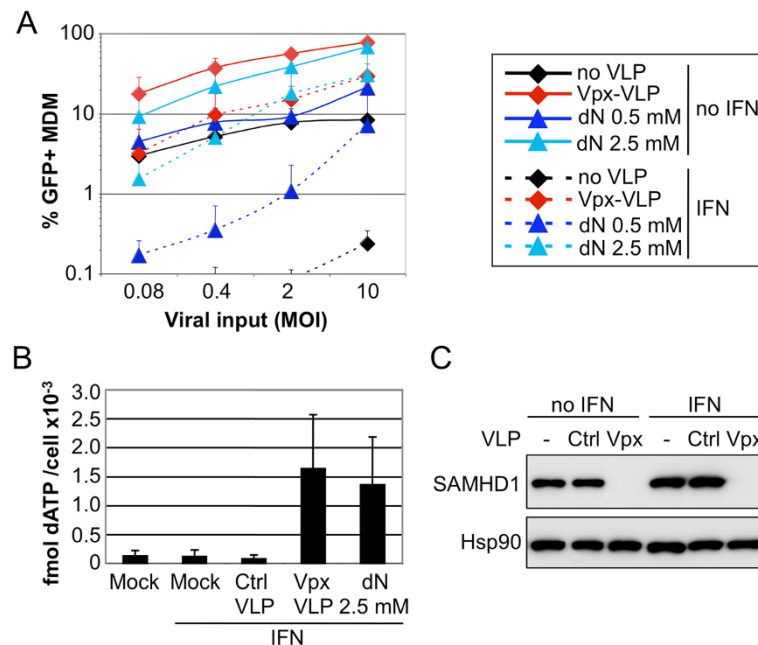 A
% GFP+ MDM
100
10
1
0.1
0.08 0.4 2 10
Viral input (MOI)
no VLP
Vpx-VLP
dN 0.5 mM
dN 2.5 mM
no IFN
no VLP
Vpx-VLP
dN 0.5 mM
dN 2.5 mM
IFN
B
fmol dATP /cell x10-3
3.0
2.5
2.0
1.5
1.0
0.5
0
Mock Mock Ctrl VLP Vpx VLP dN 2.5 mM
IFN
C
no IFN IFN
VLP - Ctrl Vpx - Ctrl Vpx
SAMHD1
Hsp90